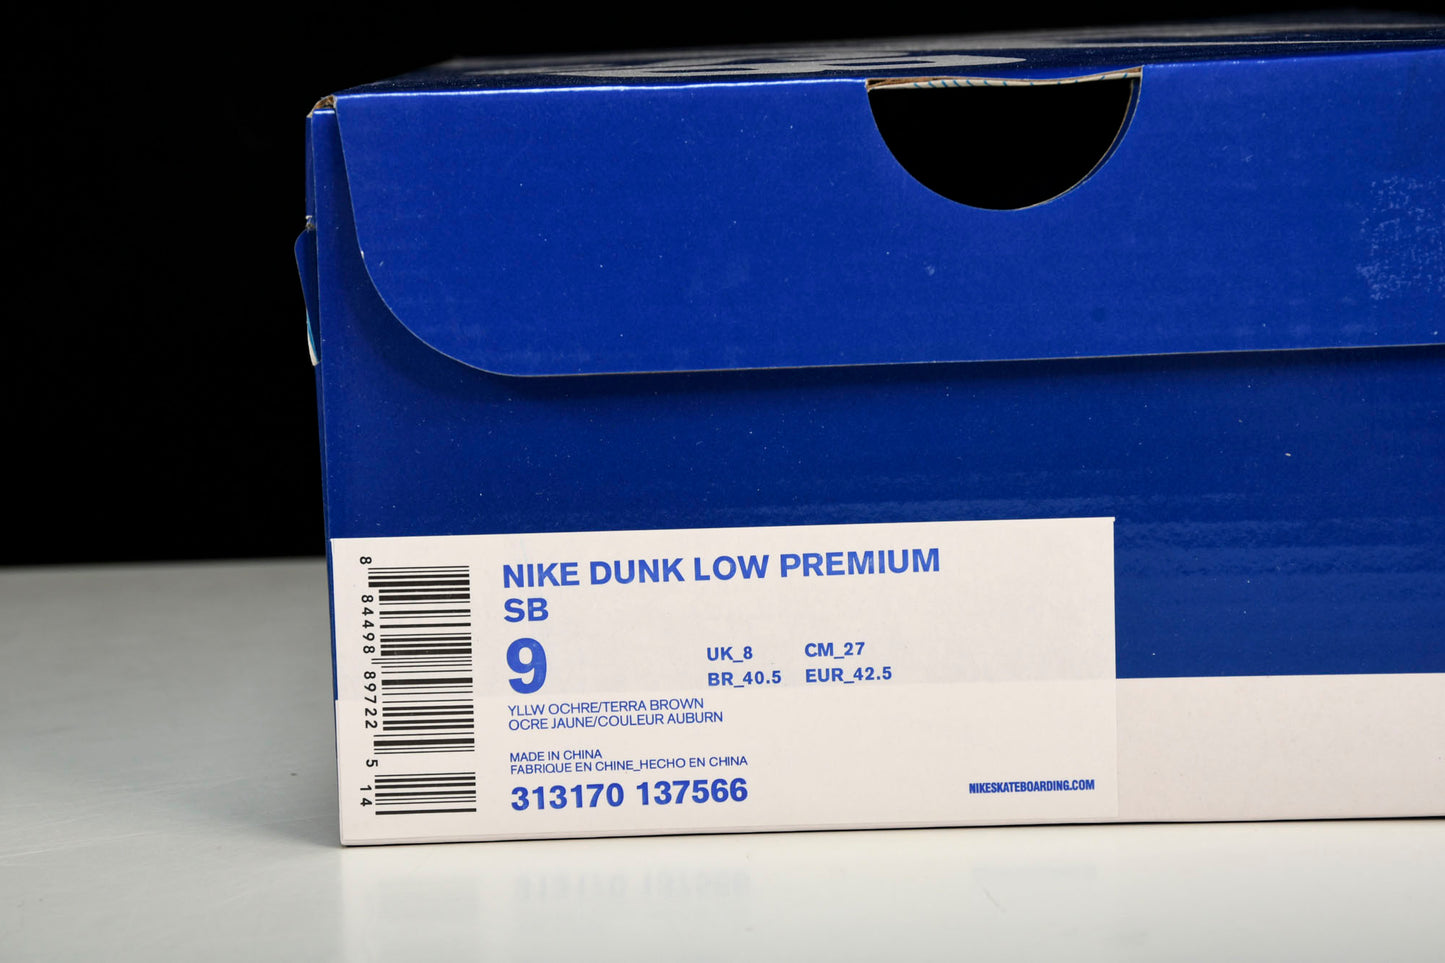 NIKE DUNK LOW PREMIUM
SB
9
UK_8 CM_27
BR_40.5 EUR_42.5
YLLW OCHRE/TERRA BROWN
OCRE JAUNE/COULEUR AUBURN
MADE IN CHINA
FABRIQUE EN CHINE_HECHO EN CHINA
313170 137566
NIKESKATEBOARDING.COM
8 84498 89722 5 14